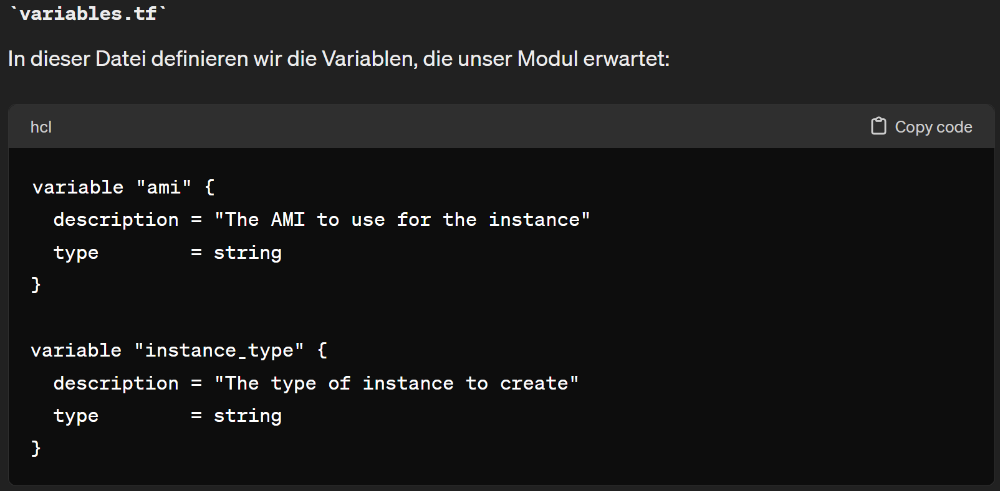 `variables.tf`
In dieser Datei definieren wir die Variablen, die unser Modul erwartet:
hcl
Copy code
variable "ami" {
  description = "The AMI to use for the instance"
  type        = string
}
variable "instance_type" {
  description = "The type of instance to create"
  type        = string
}